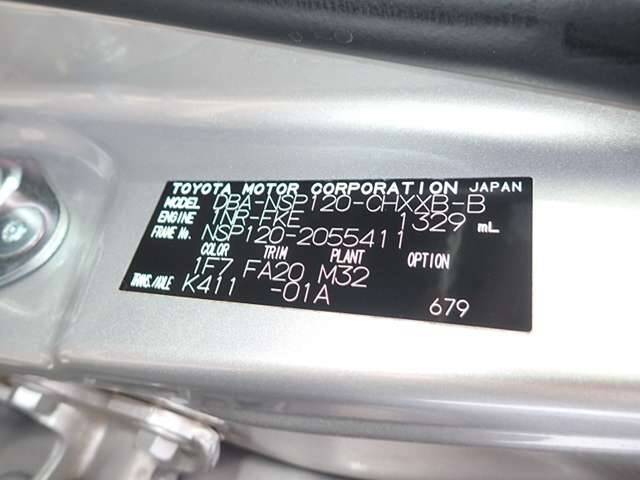 TOYOTA MOTOR CORPORATION JAPAN
MODEL DBA-NSP120-CHXXB-B
ENGINE 1NR-FKE 1329 mL
FRAME No. NSP120-2055411
COLOR TRIM PLANT OPTION
1F7 FA20 M32
TRANS./AXLE K411 -01A
679